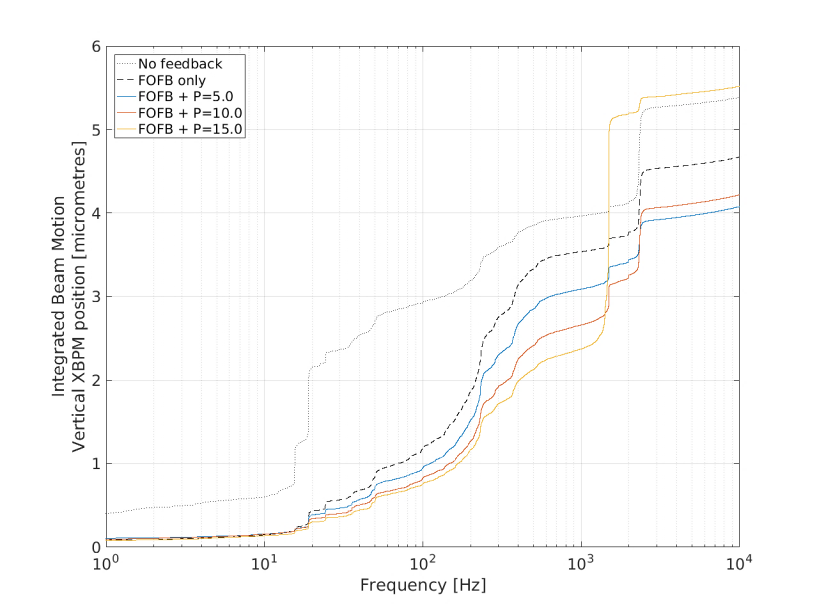 6
5
4
3
2
1
0
Integrated Beam Motion
Vertical XBPM position [micrometres]
No feedback
FOFB only
FOFB + P=5.0
FOFB + P=10.0
FOFB + P=15.0
10^0 10^1 10^2 10^3 10^4
Frequency [Hz]